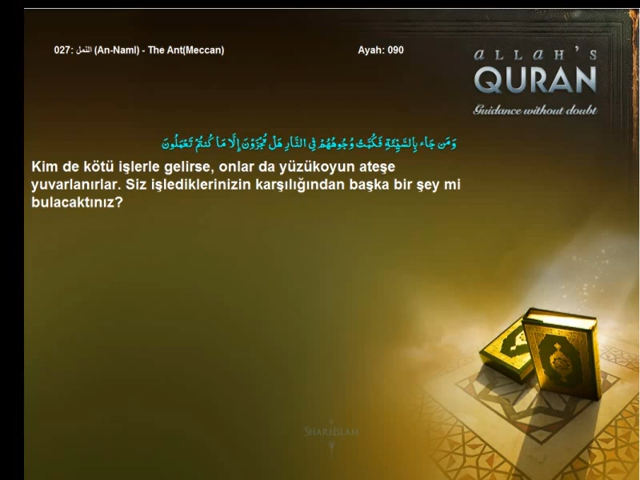 027: النمل (An-Naml) - The Ant(Meccan) Ayah: 090
ALLAH'S
QURAN
Guidance without doubt
وَمَن جَاءَ بِالسَّيِّئَةِ فَكُبَّتْ وُجُوهُهُمْ فِي النَّارِ هَلْ تُجْزَوْنَ إِلَّا مَا كُنتُمْ تَعْمَلُونَ
Kim de kötü işlerle gelirse, onlar da yüzükoyun ateşe
yuvarlanırlar. Siz işlediklerinizin karşılığından başka bir şey mi
bulacaktınız?
SHAREISLAM